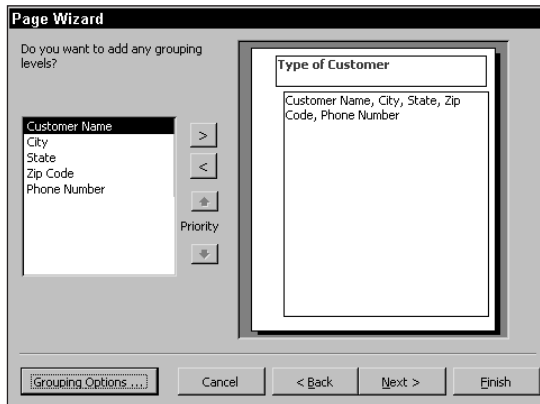 Page Wizard
Do you want to add any grouping
levels?
Customer Name
City
State
Zip Code
Phone Number
>
<
Priority
Type of Customer
Customer Name, City, State, Zip
Code, Phone Number
Grouping Options ...
Cancel
< Back
Next >
Finish